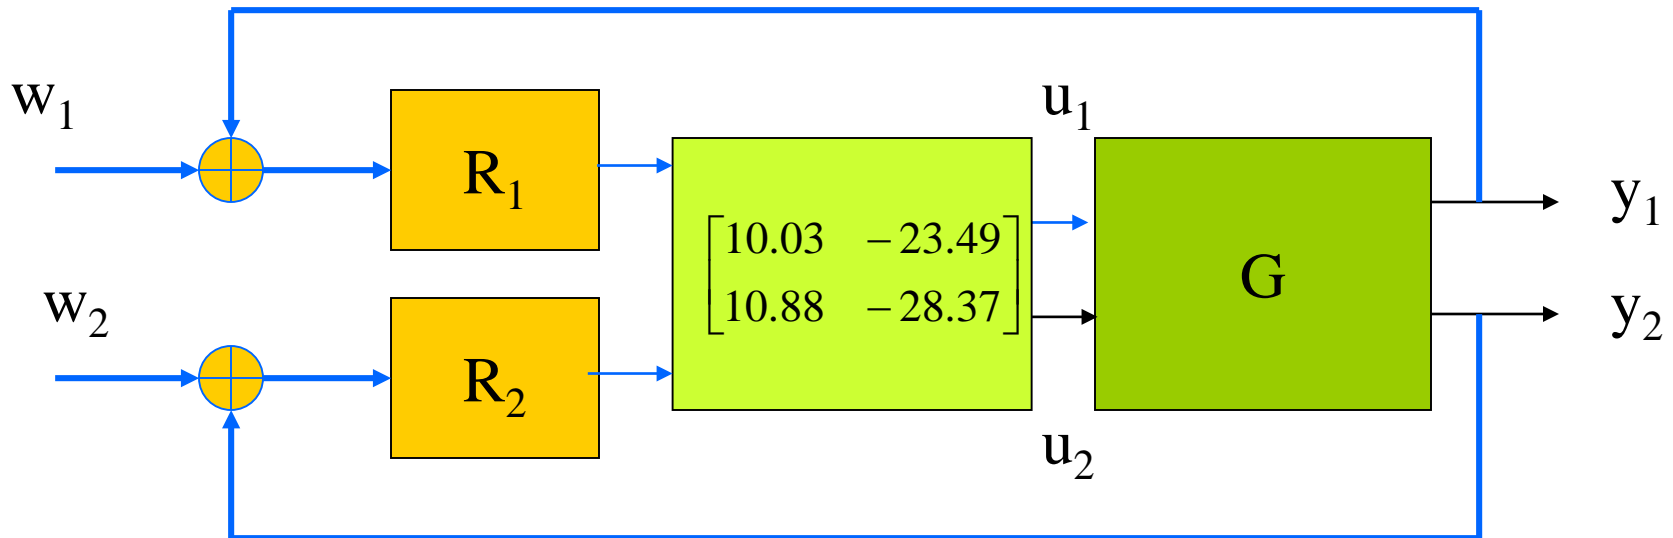 w₁
u₁
R₁
y₁
10.03 −23.49
10.88 −28.37
G
w₂
y₂
R₂
u₂